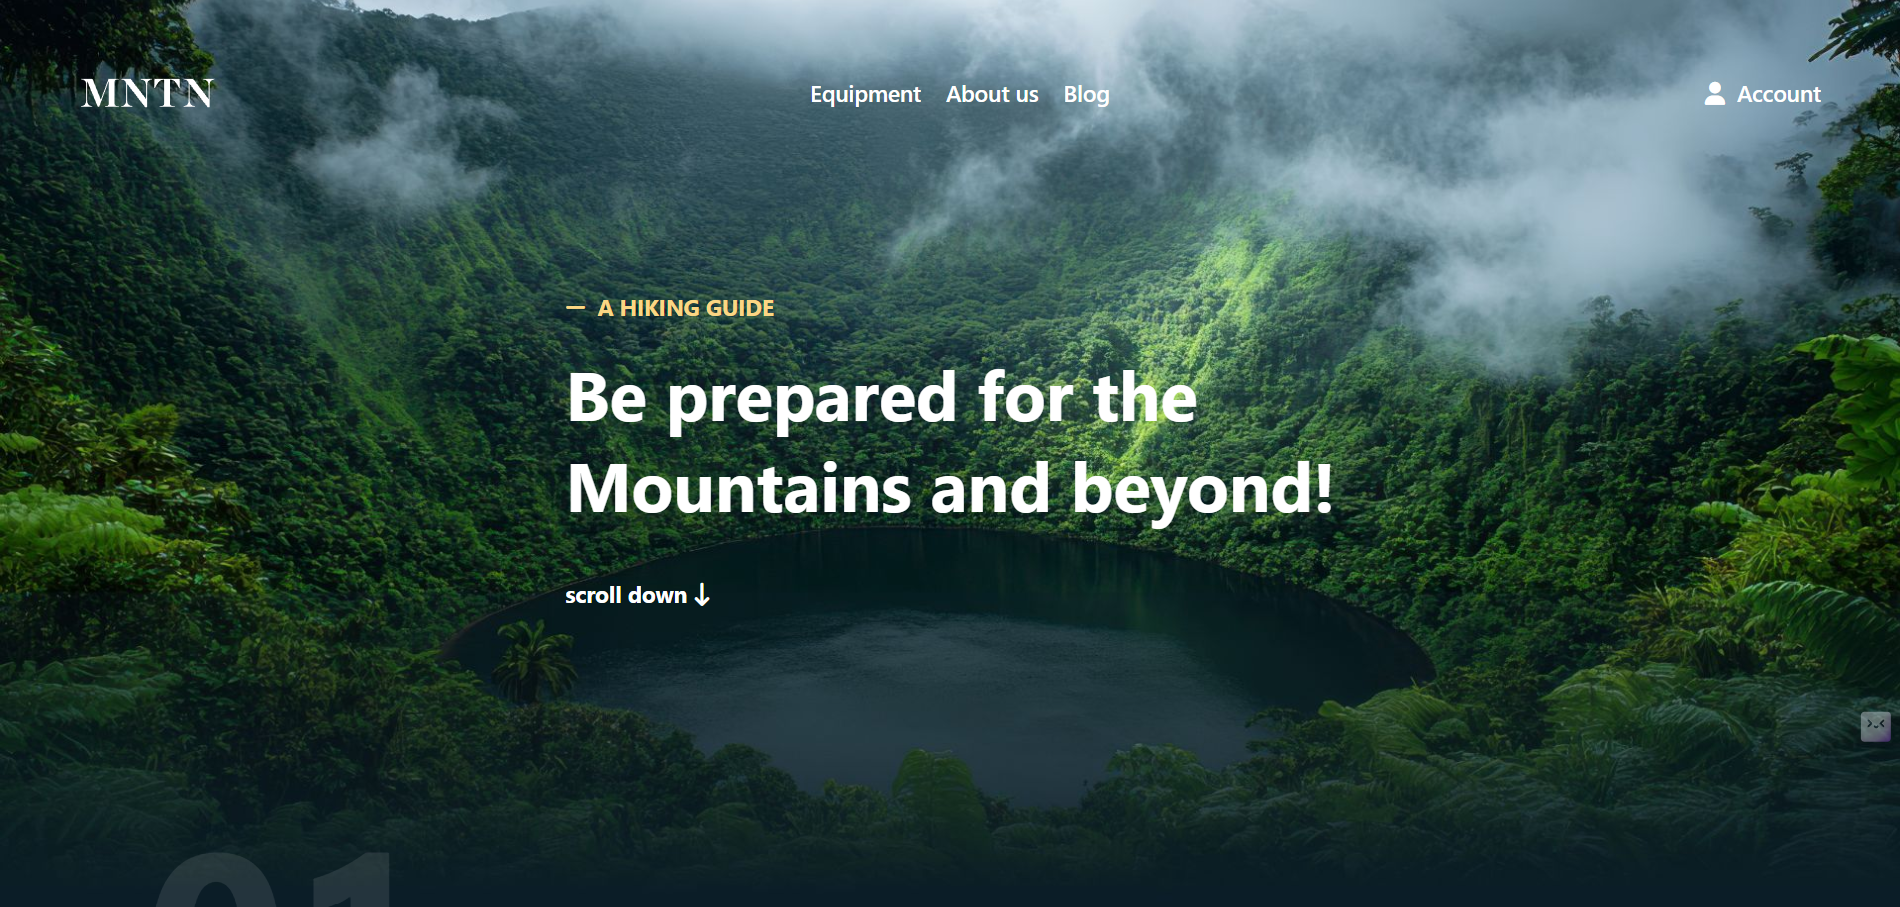 MNTN
Equipment About us Blog
Account
— A HIKING GUIDE
Be prepared for the
Mountains and beyond!
scroll down ↓
01